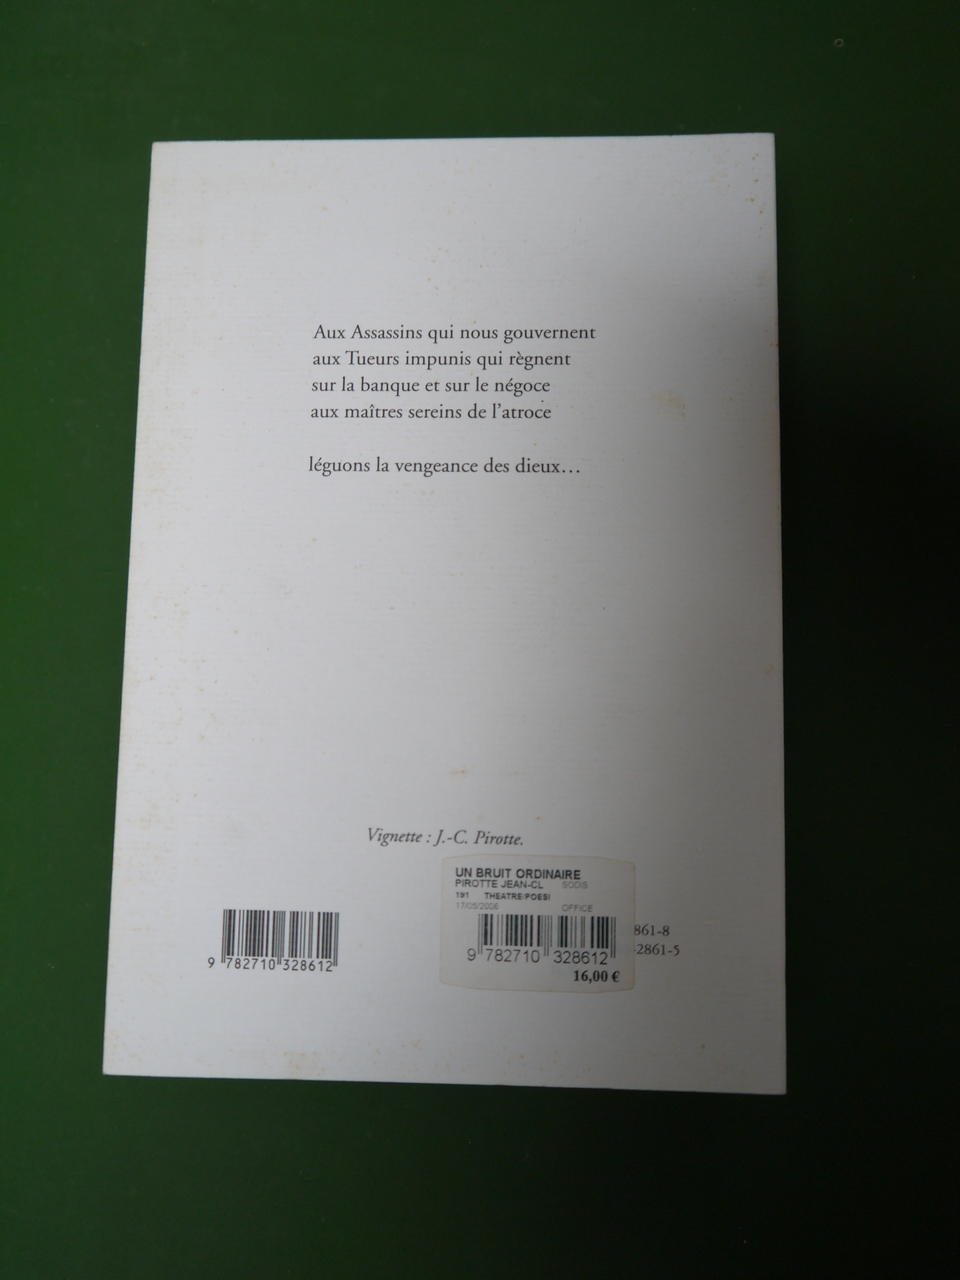 Aux Assassins qui nous gouvernent
aux Tueurs impunis qui règnent
sur la banque et sur le négoce
aux maîtres sereins de l'atroce
léguons la vengeance des dieux…
Vignette : J.-C. Pirotte.
UN BRUIT ORDINAIRE
PIROTTE JEAN-CL SODIS
191 THEATRE/POESI
17/05/2006 OFFICE
9 782710 328612
16,00 €
861-8
-2861-5
9 782710 328612